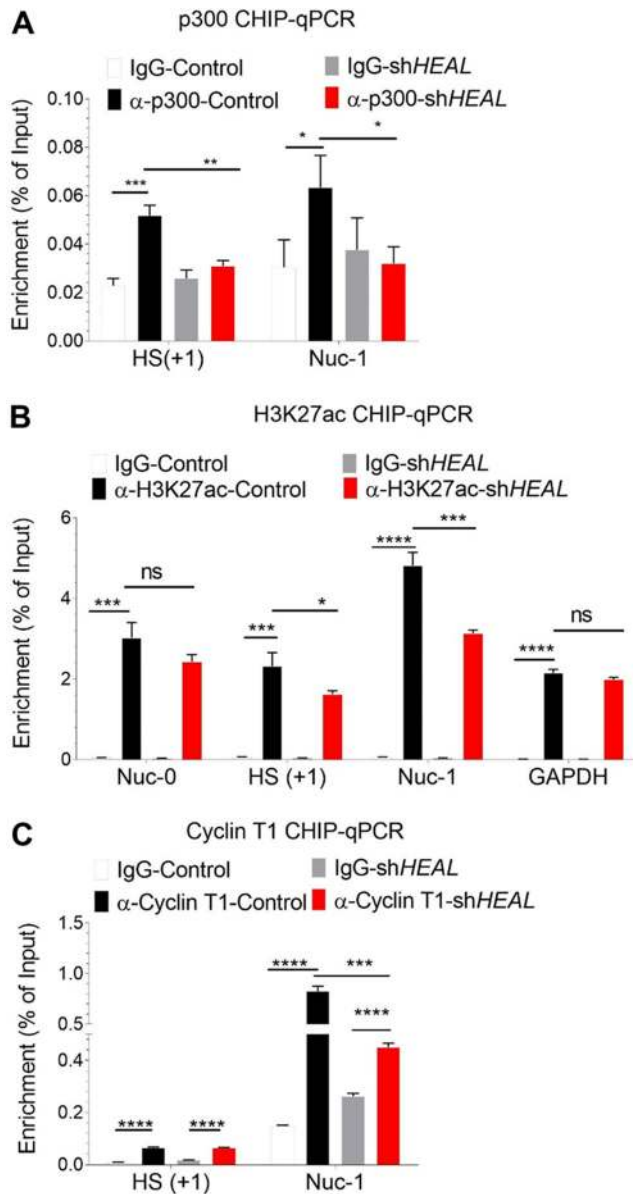 A
p300 CHIP-qPCR
IgG-Control
IgG-shHEAL
α-p300-Control
α-p300-shHEAL
Enrichment (% of Input)
0.10
0.08
0.06
0.04
0.02
0.00
***
**
*
*
HS(+1)
Nuc-1
B
H3K27ac CHIP-qPCR
IgG-Control
IgG-shHEAL
α-H3K27ac-Control
α-H3K27ac-shHEAL
Enrichment (% of Input)
6
4
2
0
***
ns
***
*
****
***
****
ns
Nuc-0
HS (+1)
Nuc-1
GAPDH
C
Cyclin T1 CHIP-qPCR
IgG-Control
IgG-shHEAL
α-Cyclin T1-Control
α-Cyclin T1-shHEAL
Enrichment (% of Input)
1.5
1.0
0.5
0.4
0.2
0.0
****
****
****
***
****
HS (+1)
Nuc-1